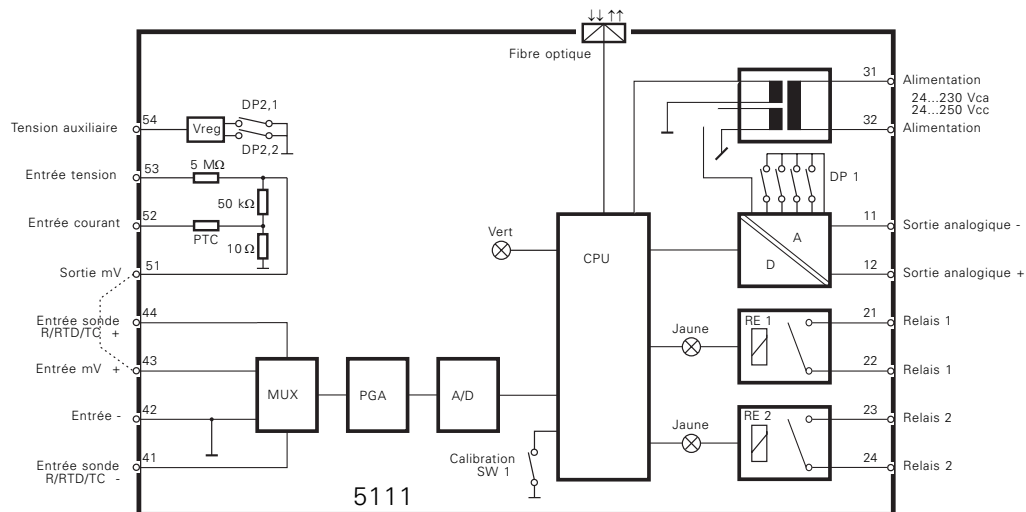 ↓↓ ↑↑
Fibre optique
Tension auxiliaire
54
Vreg
DP2,1
DP2,2
Entrée tension
53
5 MΩ
50 kΩ
Entrée courant
52
PTC
10 Ω
Sortie mV
51
Entrée sonde
R/RTD/TC +
44
Entrée mV +
43
Entrée -
42
Entrée sonde
R/RTD/TC -
41
MUX
PGA
A/D
Vert
CPU
Calibration
SW 1
Jaune
Jaune
31
Alimentation
24...230 Vca
24...250 Vcc
32
Alimentation
DP 1
A
D
11
Sortie analogique -
12
Sortie analogique +
RE 1
21
Relais 1
22
Relais 1
RE 2
23
Relais 2
24
Relais 2
5111